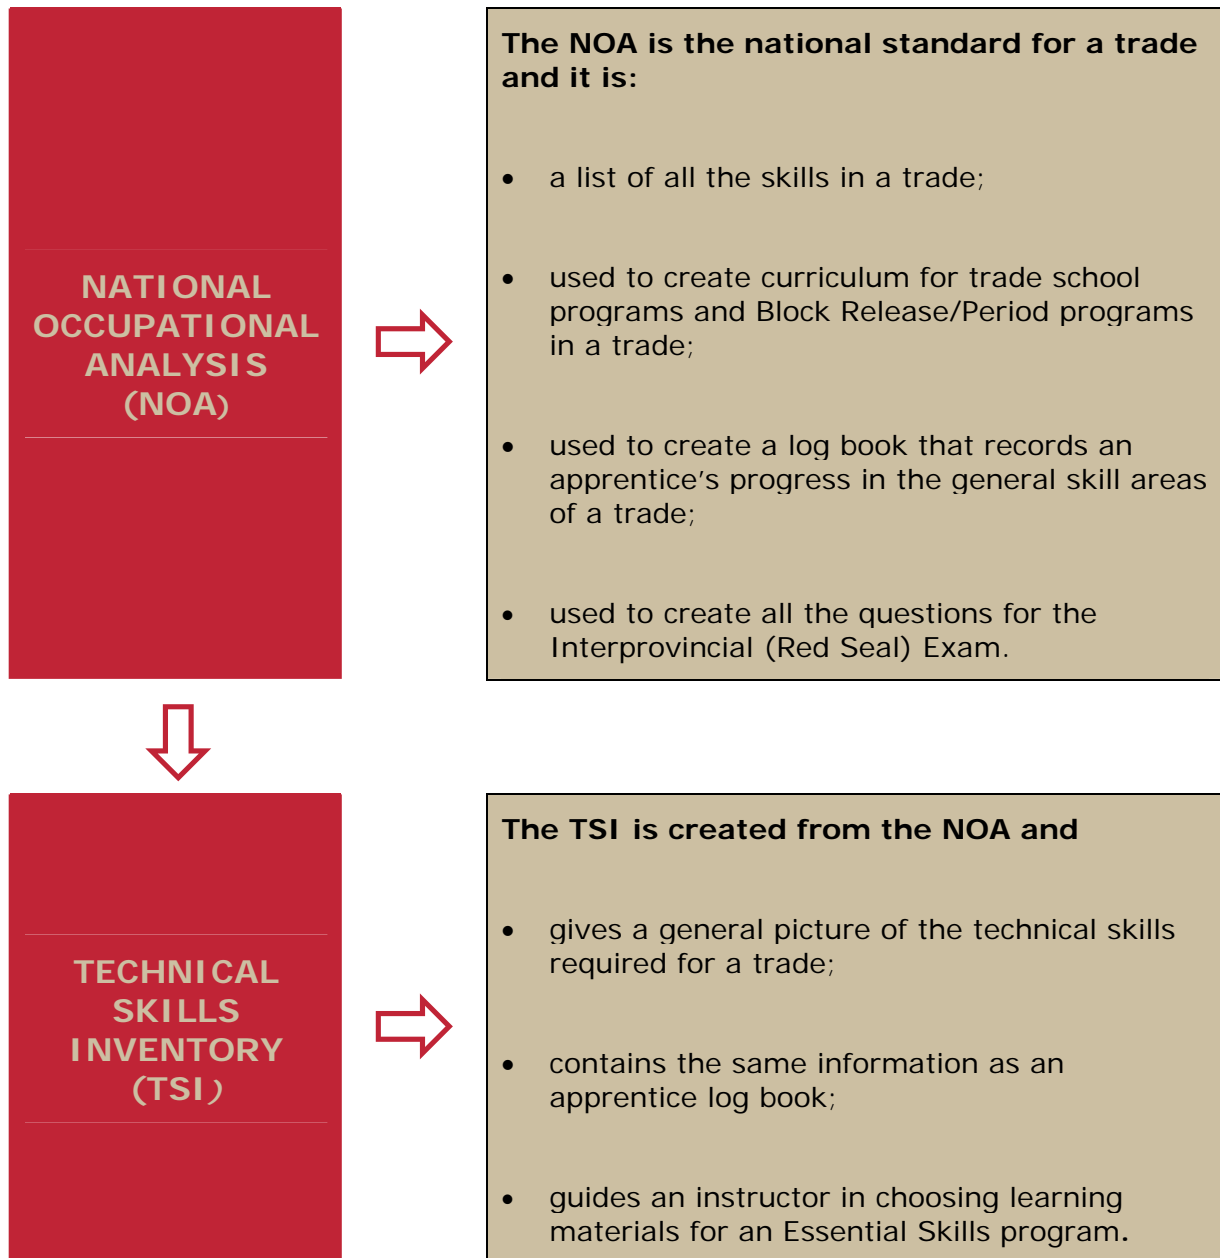 NATIONAL
OCCUPATIONAL
ANALYSIS
(NOA)
The NOA is the national standard for a trade
and it is:
• a list of all the skills in a trade;
• used to create curriculum for trade school
programs and Block Release/Period programs
in a trade;
• used to create a log book that records an
apprentice's progress in the general skill areas
of a trade;
• used to create all the questions for the
Interprovincial (Red Seal) Exam.
TECHNICAL
SKILLS
INVENTORY
(TSI)
The TSI is created from the NOA and
• gives a general picture of the technical skills
required for a trade;
• contains the same information as an
apprentice log book;
• guides an instructor in choosing learning
materials for an Essential Skills program.